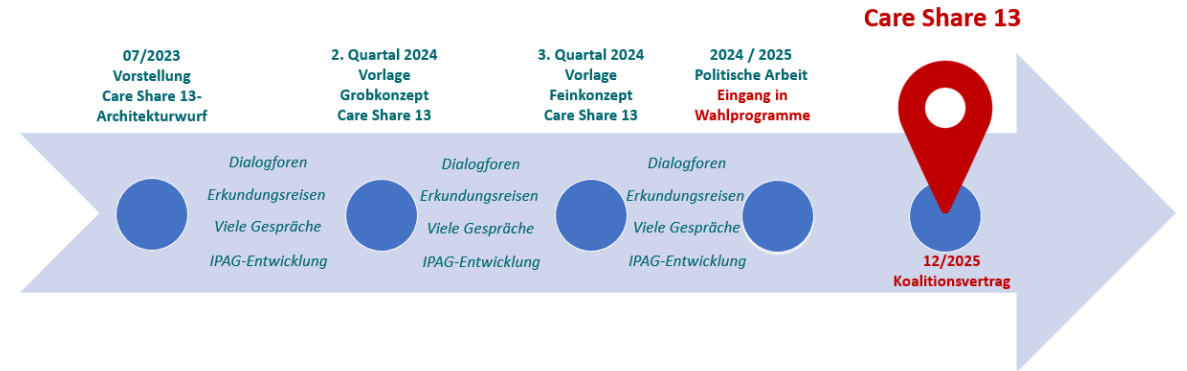 Care Share 13
07/2023
Vorstellung
Care Share 13-
Architekturwurf
2. Quartal 2024
Vorlage
Grobkonzept
Care Share 13
3. Quartal 2024
Vorlage
Feinkonzept
Care Share 13
2024 / 2025
Politische Arbeit
Eingang in
Wahlprogramme
Dialogforen
Erkundungsreisen
Viele Gespräche
IPAG-Entwicklung
Dialogforen
Erkundungsreisen
Viele Gespräche
IPAG-Entwicklung
Dialogforen
Erkundungsreisen
Viele Gespräche
IPAG-Entwicklung
12/2025
Koalitionsvertrag